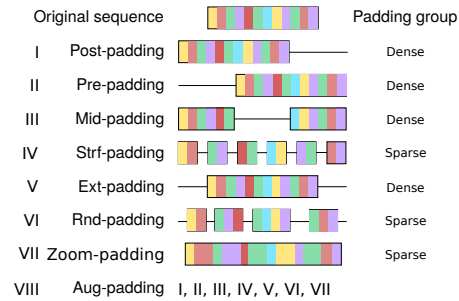 Original sequence Padding group
I Post-padding Dense
II Pre-padding Dense
III Mid-padding Dense
IV Strf-padding Sparse
V Ext-padding Dense
VI Rnd-padding Sparse
VII Zoom-padding Sparse
VIII Aug-padding I, II, III, IV, V, VI, VII